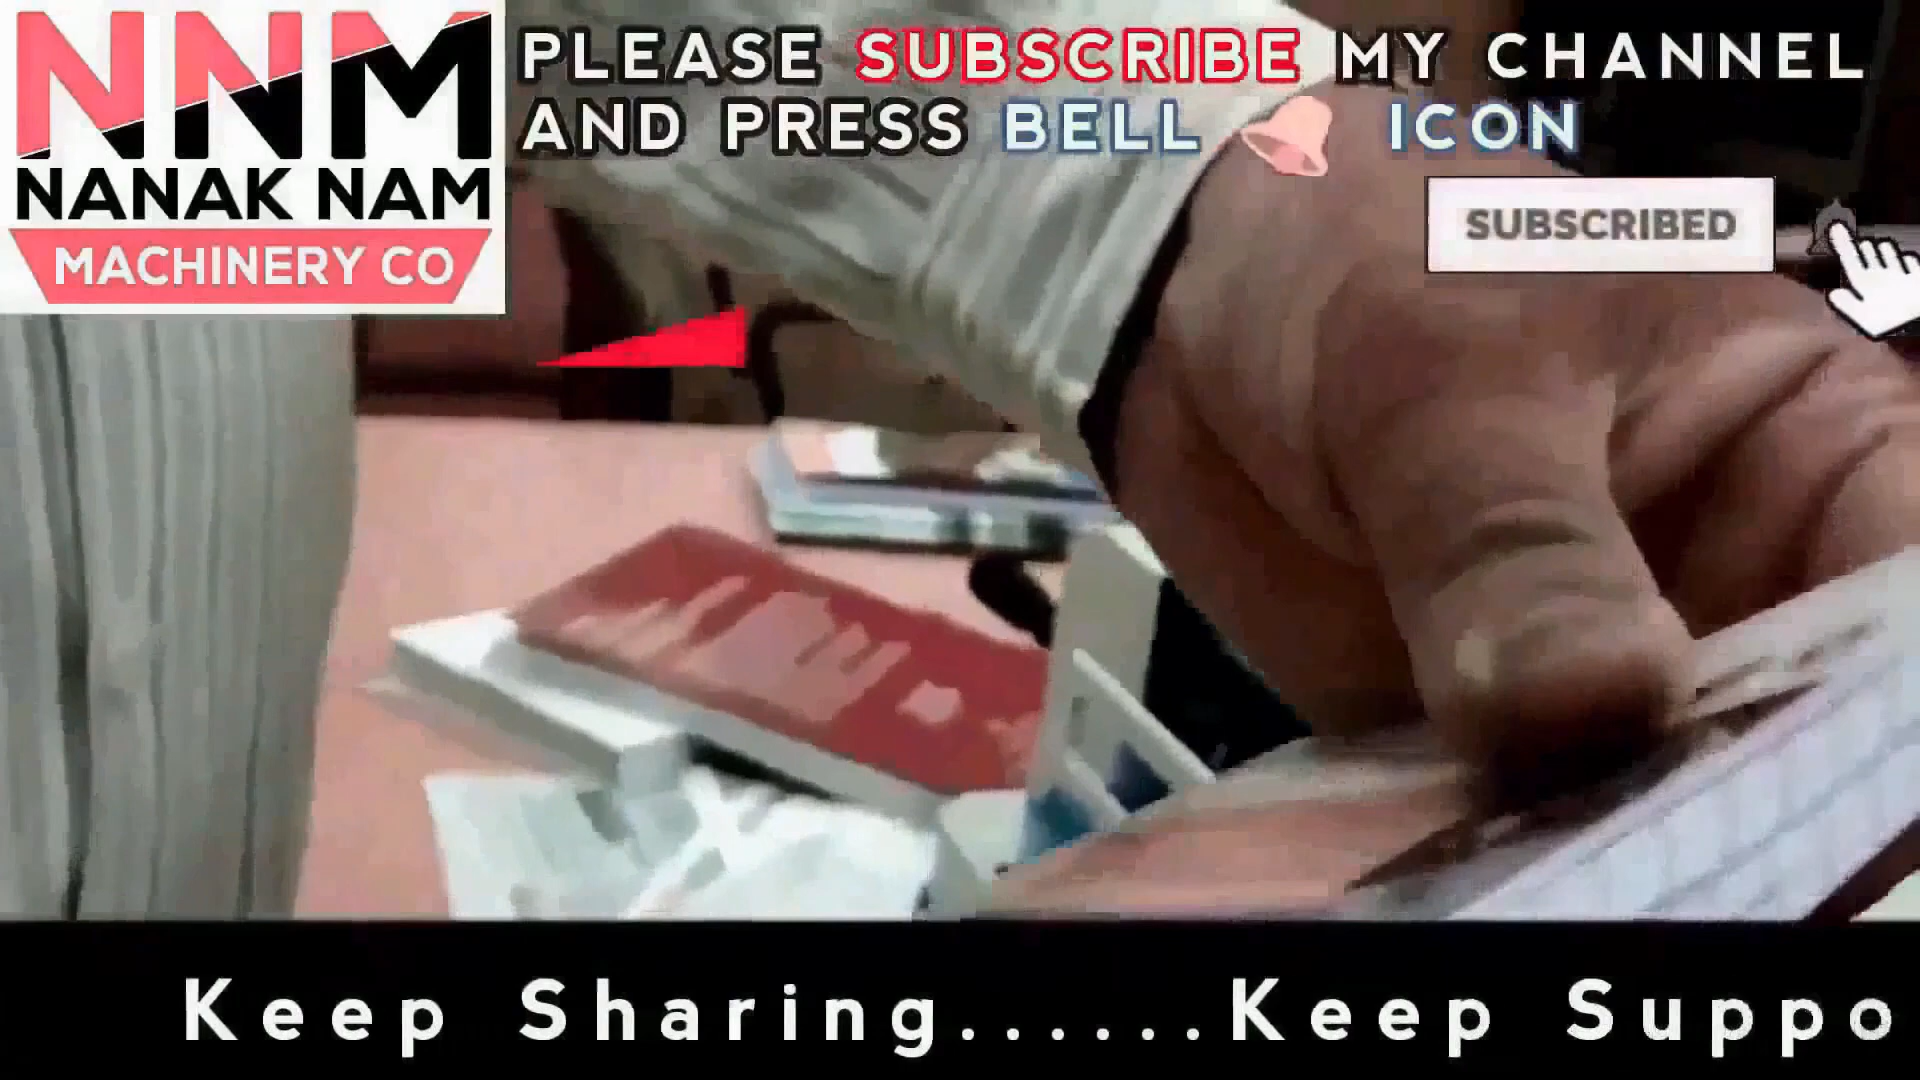 NNM
NANAK NAM
MACHINERY CO
PLEASE SUBSCRIBE MY CHANNEL
AND PRESS BELL ICON
SUBSCRIBED
Keep Sharing......Keep Suppo